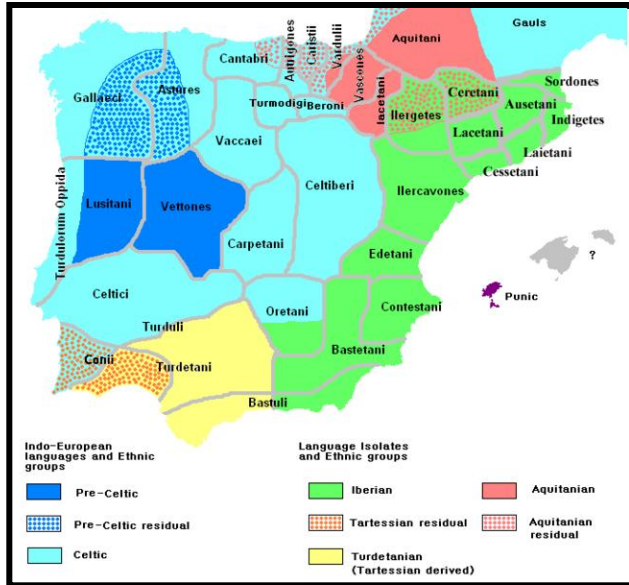 Gauls
Aquitani
Cantabri
Autrigones
Caristii
Vardulii
Vascones
Iacetani
Sordones
Ceretani
Ausetani
Indigetes
Astures
Gallaeci
Turmodigi
Beroni
Ilergetes
Lacetani
Laietani
Cessetani
Vaccaei
Celtiberi
Ilercavones
Lusitani
Vettones
Turdulorum Oppida
Carpetani
Edetani
?
Punic
Celtici
Oretani
Contestani
Turduli
Bastetani
Conii
Turdetani
Bastuli
Indo-European
languages and Ethnic
groups
Pre-Celtic
Pre-Celtic residual
Celtic
Language Isolates
and Ethnic groups
Iberian
Aquitanian
Tartessian residual
Aquitanian
residual
Turdetanian
(Tartessian derived)